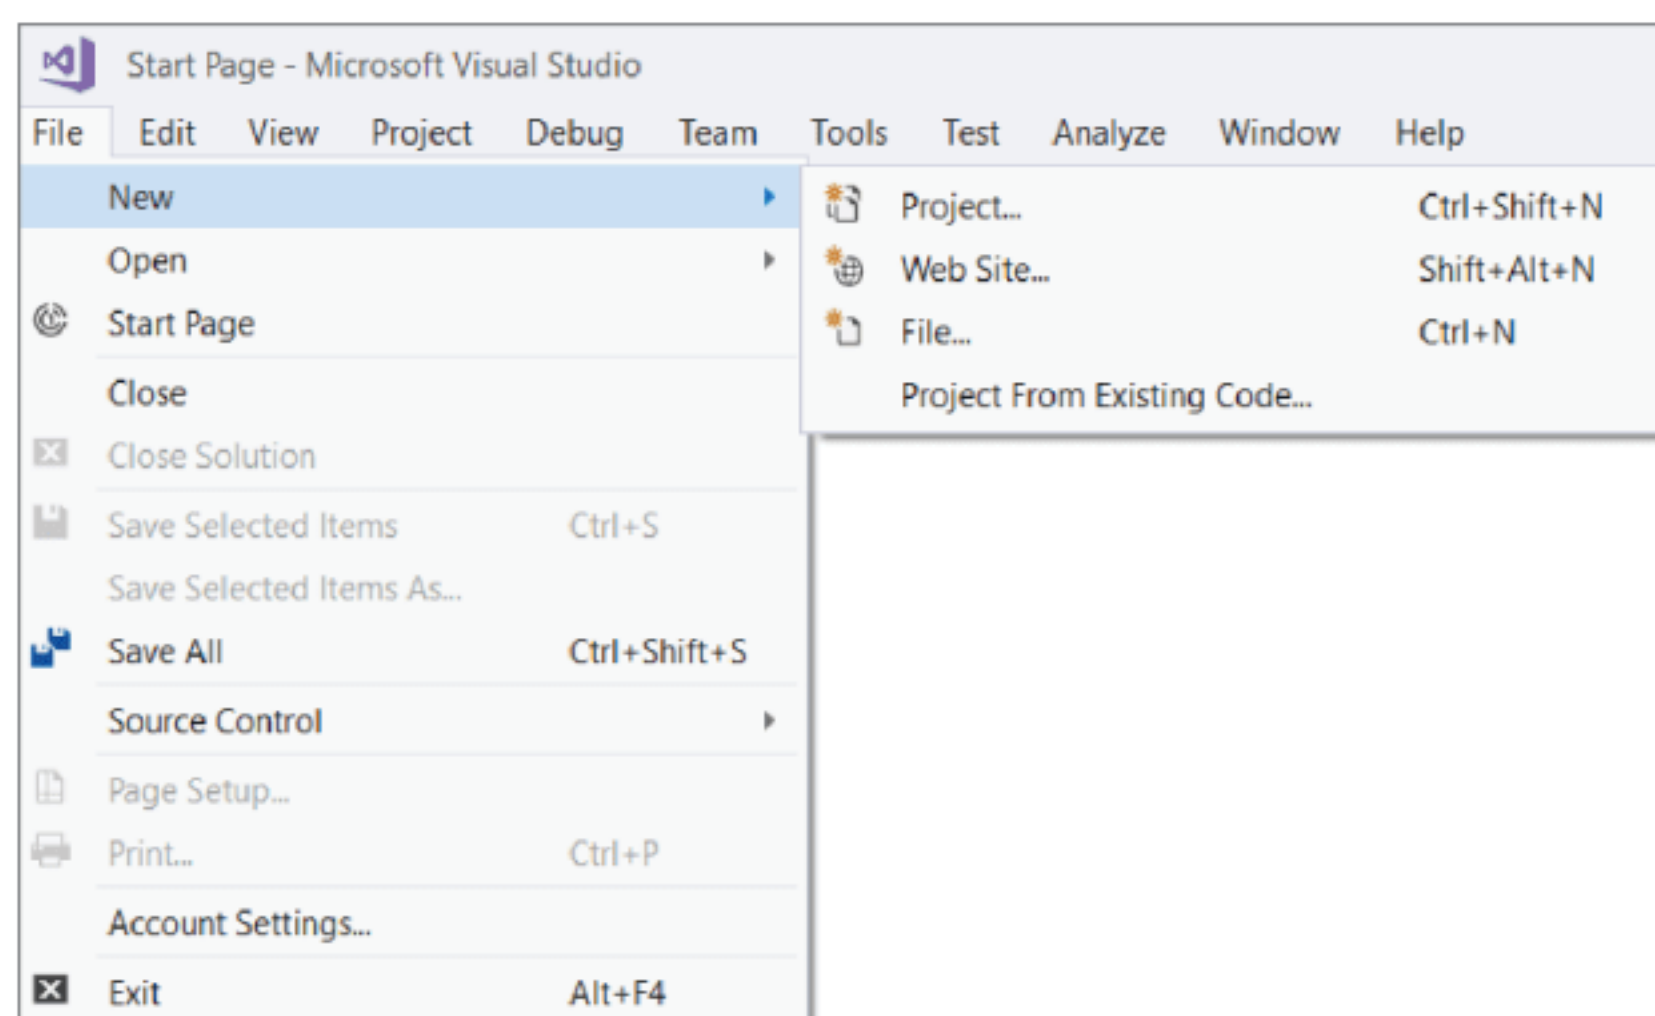 Start Page - Microsoft Visual Studio
File Edit View Project Debug Team Tools Test Analyze Window Help
New
Open
Start Page
Close
Close Solution
Save Selected Items Ctrl+S
Save Selected Items As...
Save All Ctrl+Shift+S
Source Control
Page Setup...
Print... Ctrl+P
Account Settings...
Exit Alt+F4
Project... Ctrl+Shift+N
Web Site... Shift+Alt+N
File... Ctrl+N
Project From Existing Code...